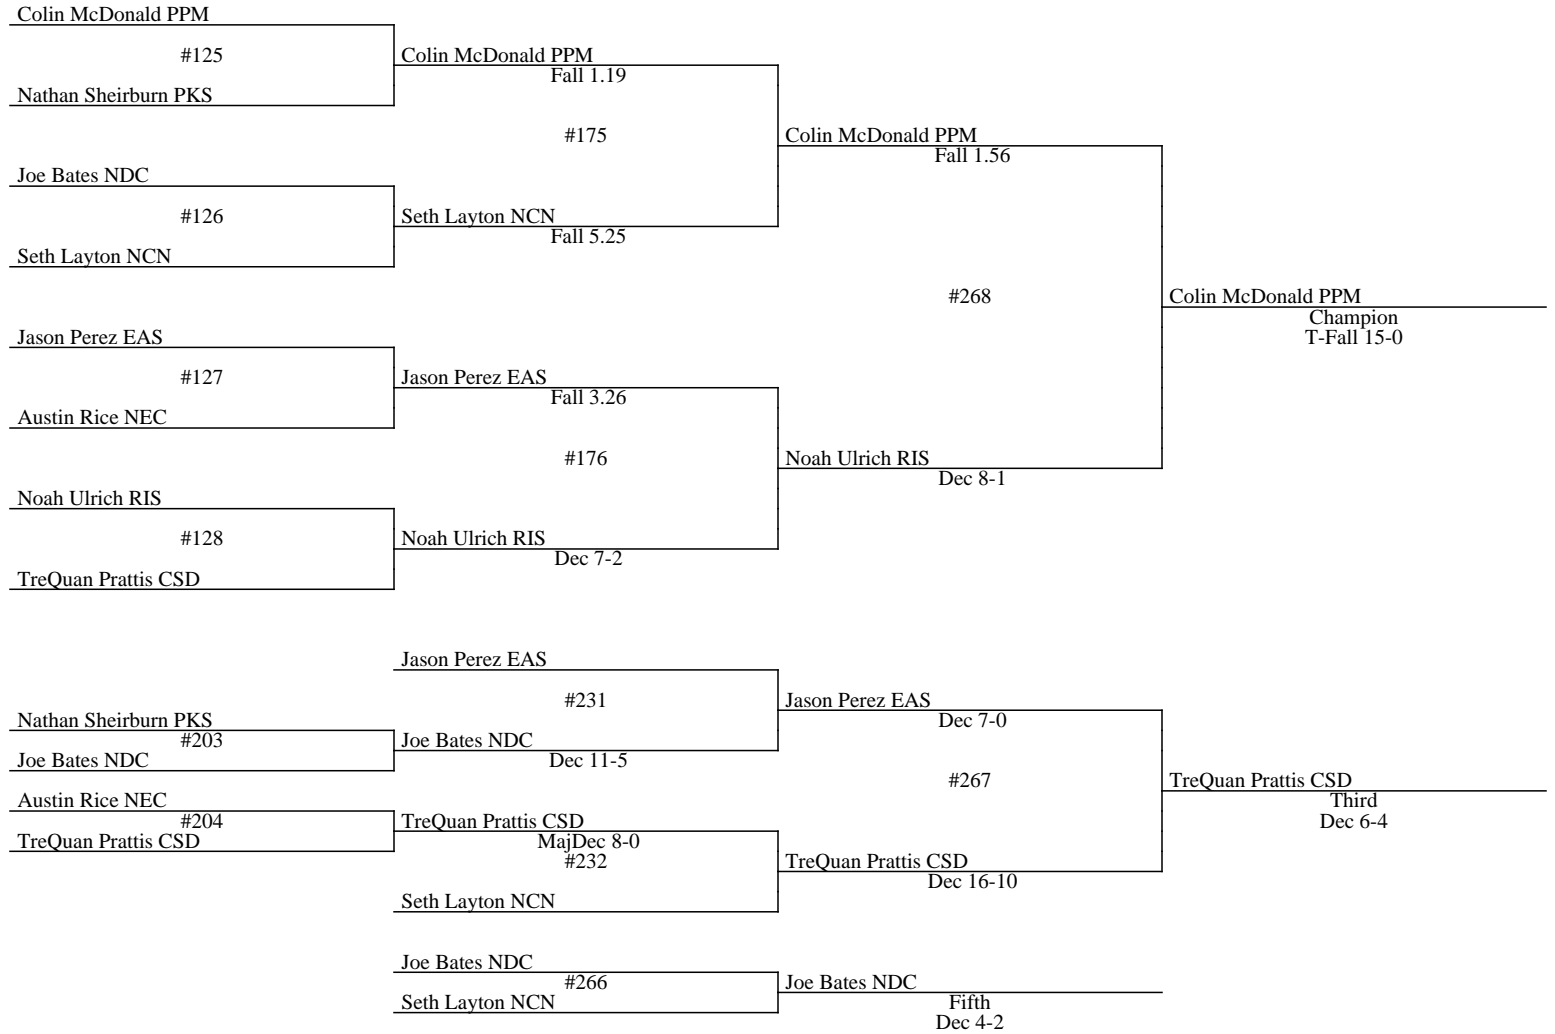 Colin McDonald PPM
#125
Nathan Sheirburn PKS
Colin McDonald PPM
Fall 1.19
#175
Joe Bates NDC
#126
Seth Layton NCN
Seth Layton NCN
Fall 5.25
Colin McDonald PPM
Fall 1.56
#268
Colin McDonald PPM
Champion
T-Fall 15-0
Jason Perez EAS
#127
Austin Rice NEC
Jason Perez EAS
Fall 3.26
#176
Noah Ulrich RIS
#128
TreQuan Prattis CSD
Noah Ulrich RIS
Dec 7-2
Noah Ulrich RIS
Dec 8-1
Jason Perez EAS
#231
Nathan Sheirburn PKS
#203
Joe Bates NDC
Joe Bates NDC
Dec 11-5
Jason Perez EAS
Dec 7-0
#267
TreQuan Prattis CSD
Third
Dec 6-4
Austin Rice NEC
#204
TreQuan Prattis CSD
TreQuan Prattis CSD
MajDec 8-0
#232
Seth Layton NCN
TreQuan Prattis CSD
Dec 16-10
Joe Bates NDC
#266
Seth Layton NCN
Joe Bates NDC
Fifth
Dec 4-2